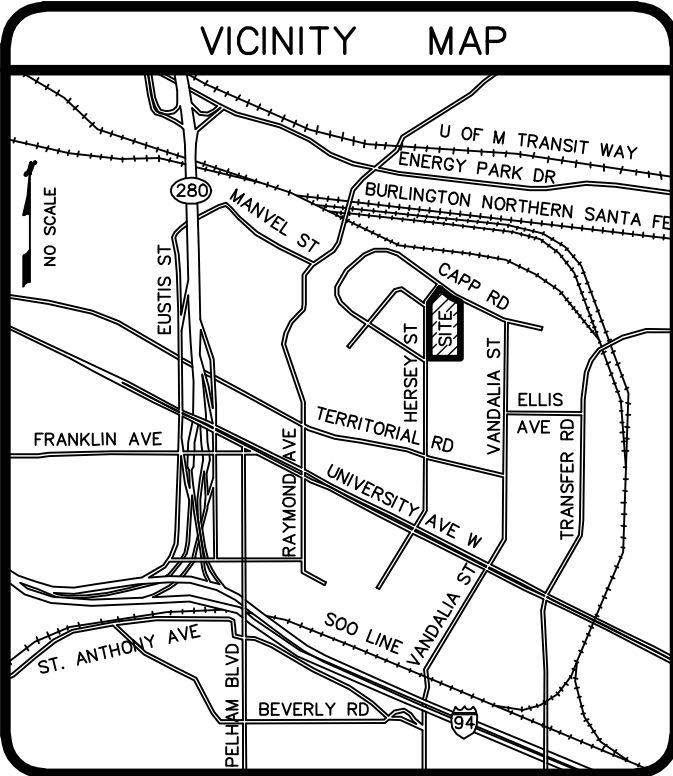 VICINITY MAP
U OF M TRANSIT WAY
ENERGY PARK DR
BURLINGTON NORTHERN SANTA FE
280
MANVEL ST
NO SCALE
EUSTIS ST
CAPP RD
SITE
HERSEY ST
VANDALIA ST
ELLIS
AVE
TRANSFER RD
TERRITORIAL RD
FRANKLIN AVE
RAYMOND AVE
UNIVERSITY AVE W
VANDALIA ST
SOO LINE
ST. ANTHONY AVE
PELHAM BLVD
BEVERLY RD
94